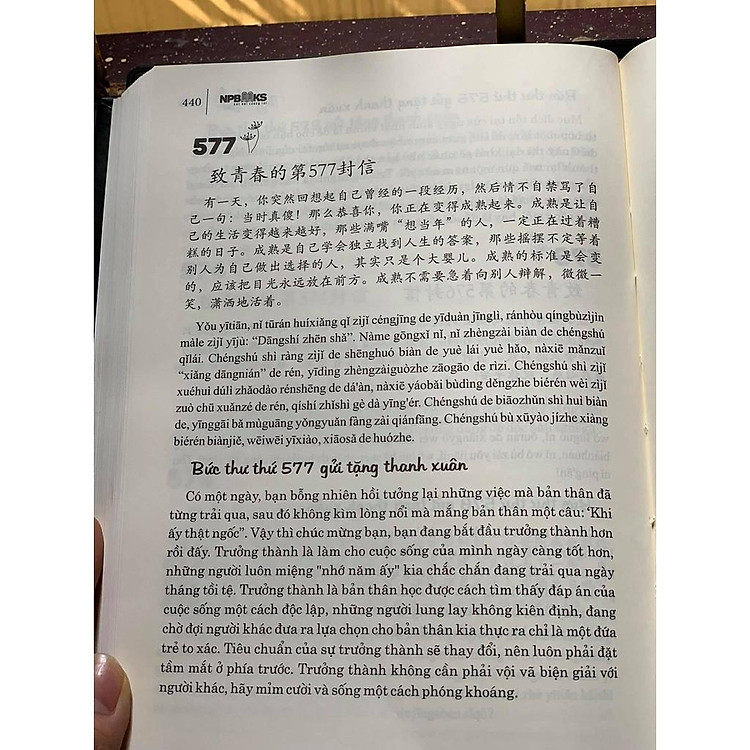 440 NPBOOKS
577
致青春的第577封信
有一天，你突然回想起自己曾经的一段经历，然后情不自禁骂了自
己一句：当时真傻！那么恭喜你，你正在变得成熟起来。成熟是让自
己的生活变得越来越好，那些满嘴“想当年”的人，一定正在过着糟
糕的日子。成熟是自己学会独立找到人生的答案，那些摇摆不定等着
别人为自己做出选择的人，其实只是个大婴儿。成熟的标准是会变
的，应该把目光永远放在前方。成熟不需要急着向别人辩解，微微一
笑，潇洒地活着。
Yǒu yītiān, nǐ tūrán huíxiǎng qǐ zìjǐ céngjīng de yīduàn jīnglì, ránhòu qíngbùzìjìn
màle zìjǐ yījù: “Dāngshí zhēn shǎ”. Nàme gōngxǐ nǐ, nǐ zhèngzài biàn de chéngshú
qǐlái. Chéngshú shì ràng zìjǐ de shēnghuó biàn de yuè lái yuè hǎo, nàxiē mǎnzuǐ
“xiǎng dāngnián” de rén, yīdìng zhèngzàiguòzhe zāogāo de rìzi. Chéngshú shì zìjǐ
xuéhuì dúlì zhǎodào rénshēng de dá'àn, nàxiē yáobǎi bùdìng děngzhe biérén wèi zìjǐ
zuò chū xuǎnzé de rén, qíshí zhǐshì gè dà yīng'ér. Chéngshú de biāozhǔn shì huì biàn
de, yīnggāi bǎ mùguāng yǒngyuǎn fàng zài qiánfāng. Chéngshú bù xūyào jízhe xiàng
biérén biànjiě, wēiwēi yīxiào, xiāosǎ de huózhe.
Bức thư thứ 577 gửi tặng thanh xuân
Có một ngày, bạn bỗng nhiên hồi tưởng lại những việc mà bản thân đã
từng trải qua, sau đó không kìm lòng nổi mà mắng bản thân một câu: ‘Khi
ấy thật ngốc”. Vậy thì chúc mừng bạn, bạn đang bắt đầu trưởng thành hơn
rồi đấy. Trưởng thành là làm cho cuộc sống của mình ngày càng tốt hơn,
những người luôn miệng "nhớ năm ấy" kia chắc chắn đang trải qua ngày
tháng tồi tệ. Trưởng thành là bản thân học được cách tìm thấy đáp án của
cuộc sống một cách độc lập, những người lung lay không kiên định, đang
chờ đợi người khác đưa ra lựa chọn cho bản thân kia thực ra chỉ là một đứa
trẻ to xác. Tiêu chuẩn của sự trưởng thành sẽ thay đổi, nên luôn phải đặt
tầm mắt ở phía trước. Trưởng thành không cần phải vội vã biện giải với
người khác, hãy mỉm cười và sống một cách phóng khoáng.